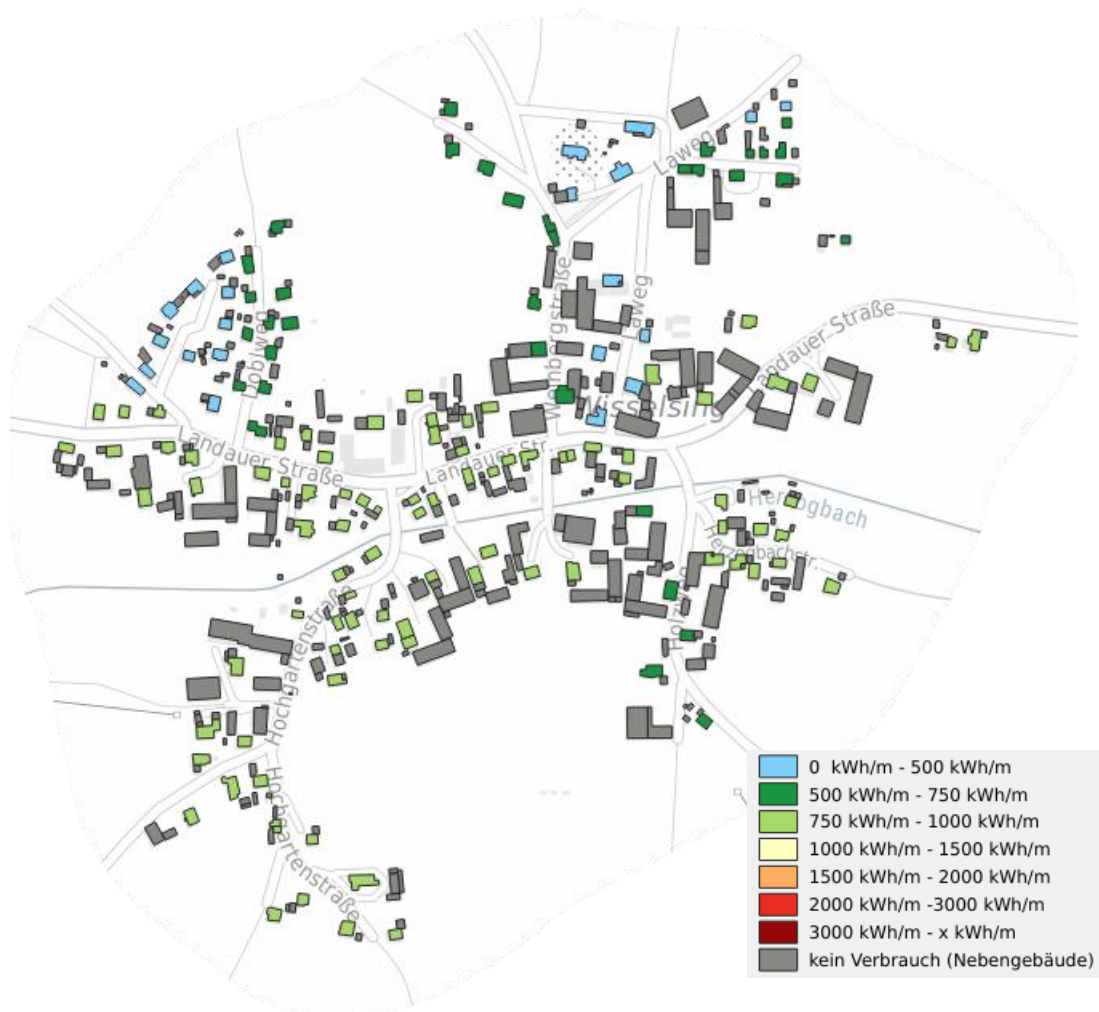 Laweg
Weinbergstraße
Laweg
Landauer Straße
Loblweg
Wisselsing
Landauer Straße
Landauer Str.
Herzogbach
Herzogbachstr.
Holzweg
Hochgartenstraße
Hochgartenstraße
0 kWh/m - 500 kWh/m
500 kWh/m - 750 kWh/m
750 kWh/m - 1000 kWh/m
1000 kWh/m - 1500 kWh/m
1500 kWh/m - 2000 kWh/m
2000 kWh/m -3000 kWh/m
3000 kWh/m - x kWh/m
kein Verbrauch (Nebengebäude)